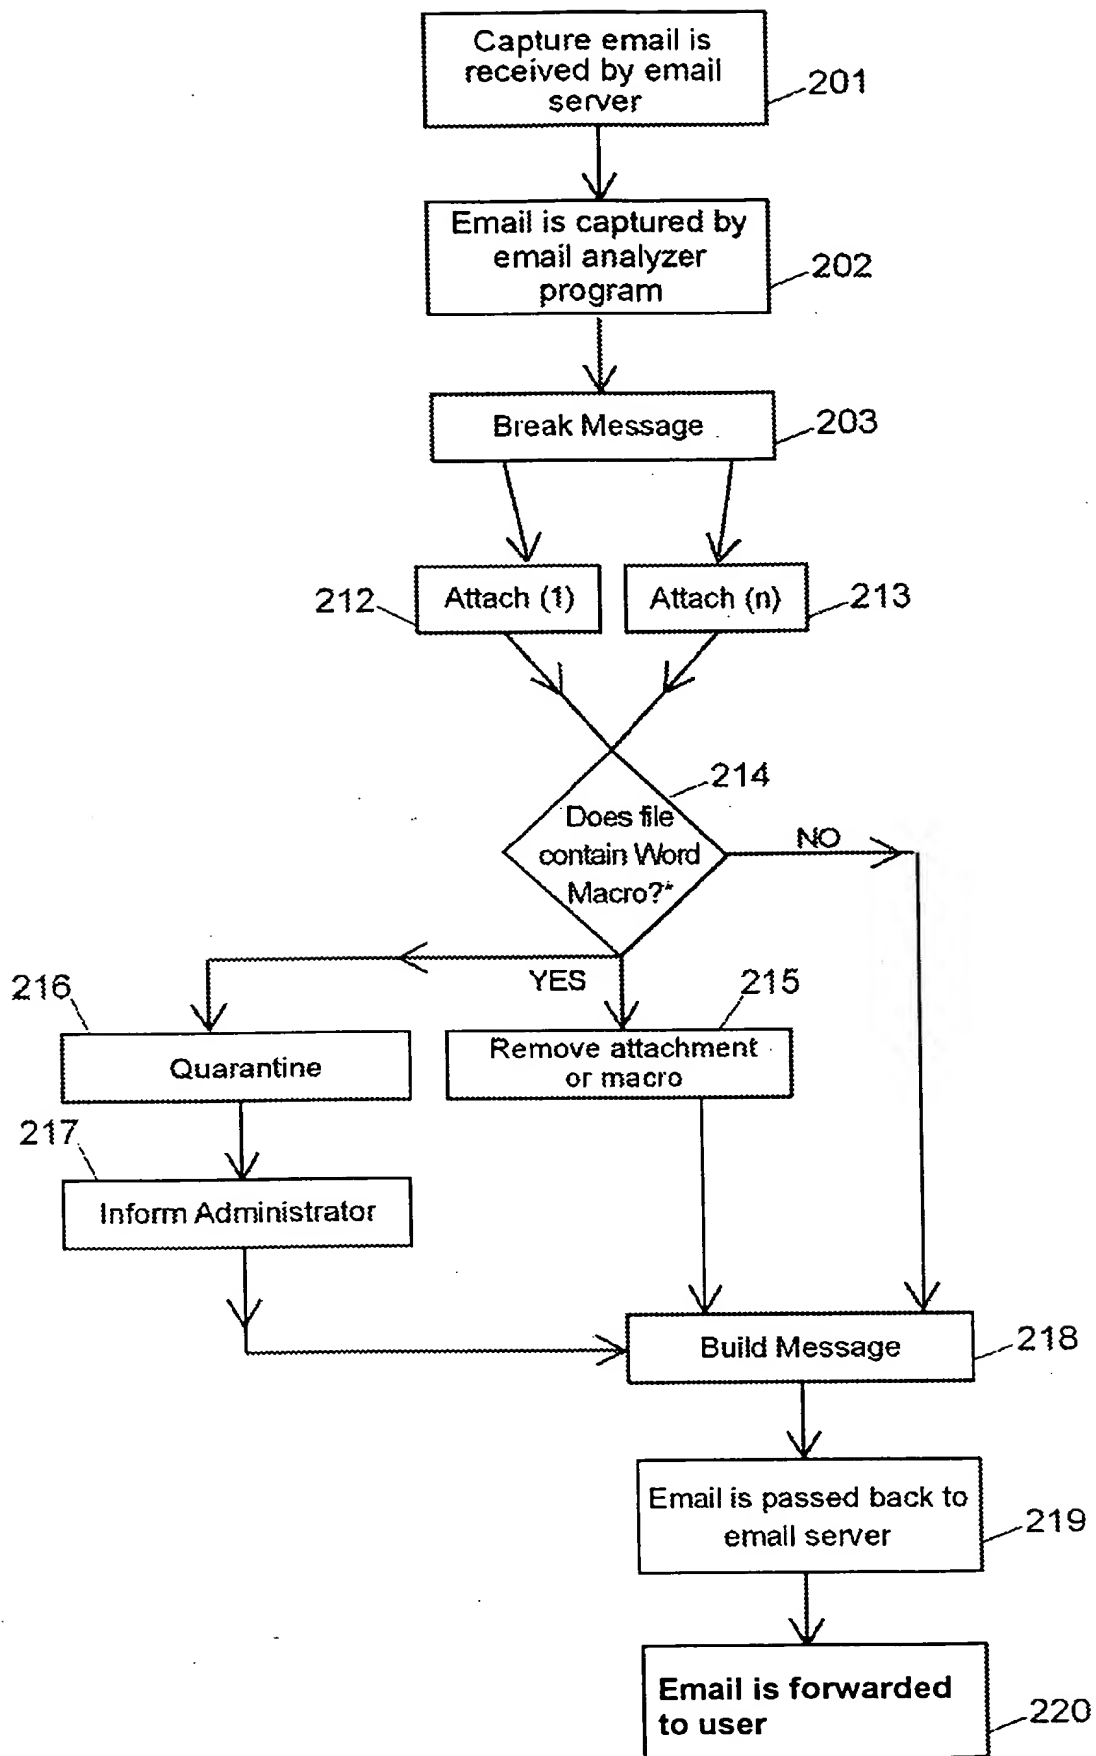 Capture email is
received by email
server
201
Email is captured by
email analyzer
program
202
Break Message
203
212
Attach (1)
Attach (n)
213
214
Does file
contain Word
Macro?*
NO
YES
216
215
Quarantine
Remove attachment
or macro
217
Inform Administrator
Build Message
218
Email is passed back to
email server
219
Email is forwarded
to user
220